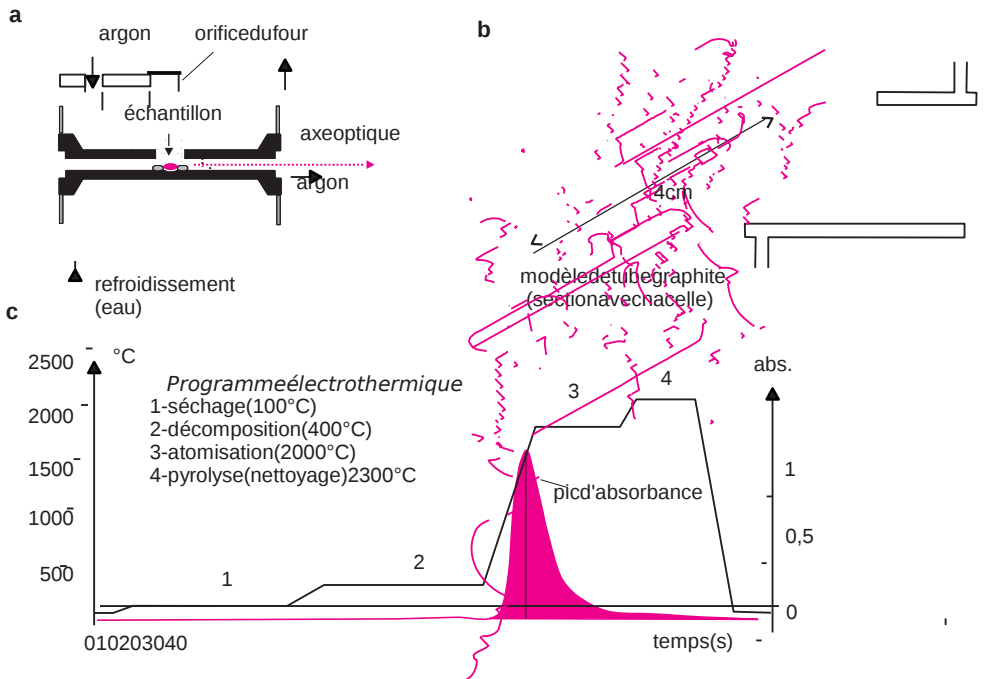 a
argon orificedufour
échantillon
axeoptique
argon
refroidissement
(eau)
b
4cm
modèledetubegraphite
(sectionavechacelle)
c
°C
2500
2000
1500
1000
500
Programmeélectrothermique
1-séchage(100°C)
2-décomposition(400°C)
3-atomisation(2000°C)
4-pyrolyse(nettoyage)2300°C
1
2
3
4
picd'absorbance
abs.
1
0,5
0
010203040
temps(s)